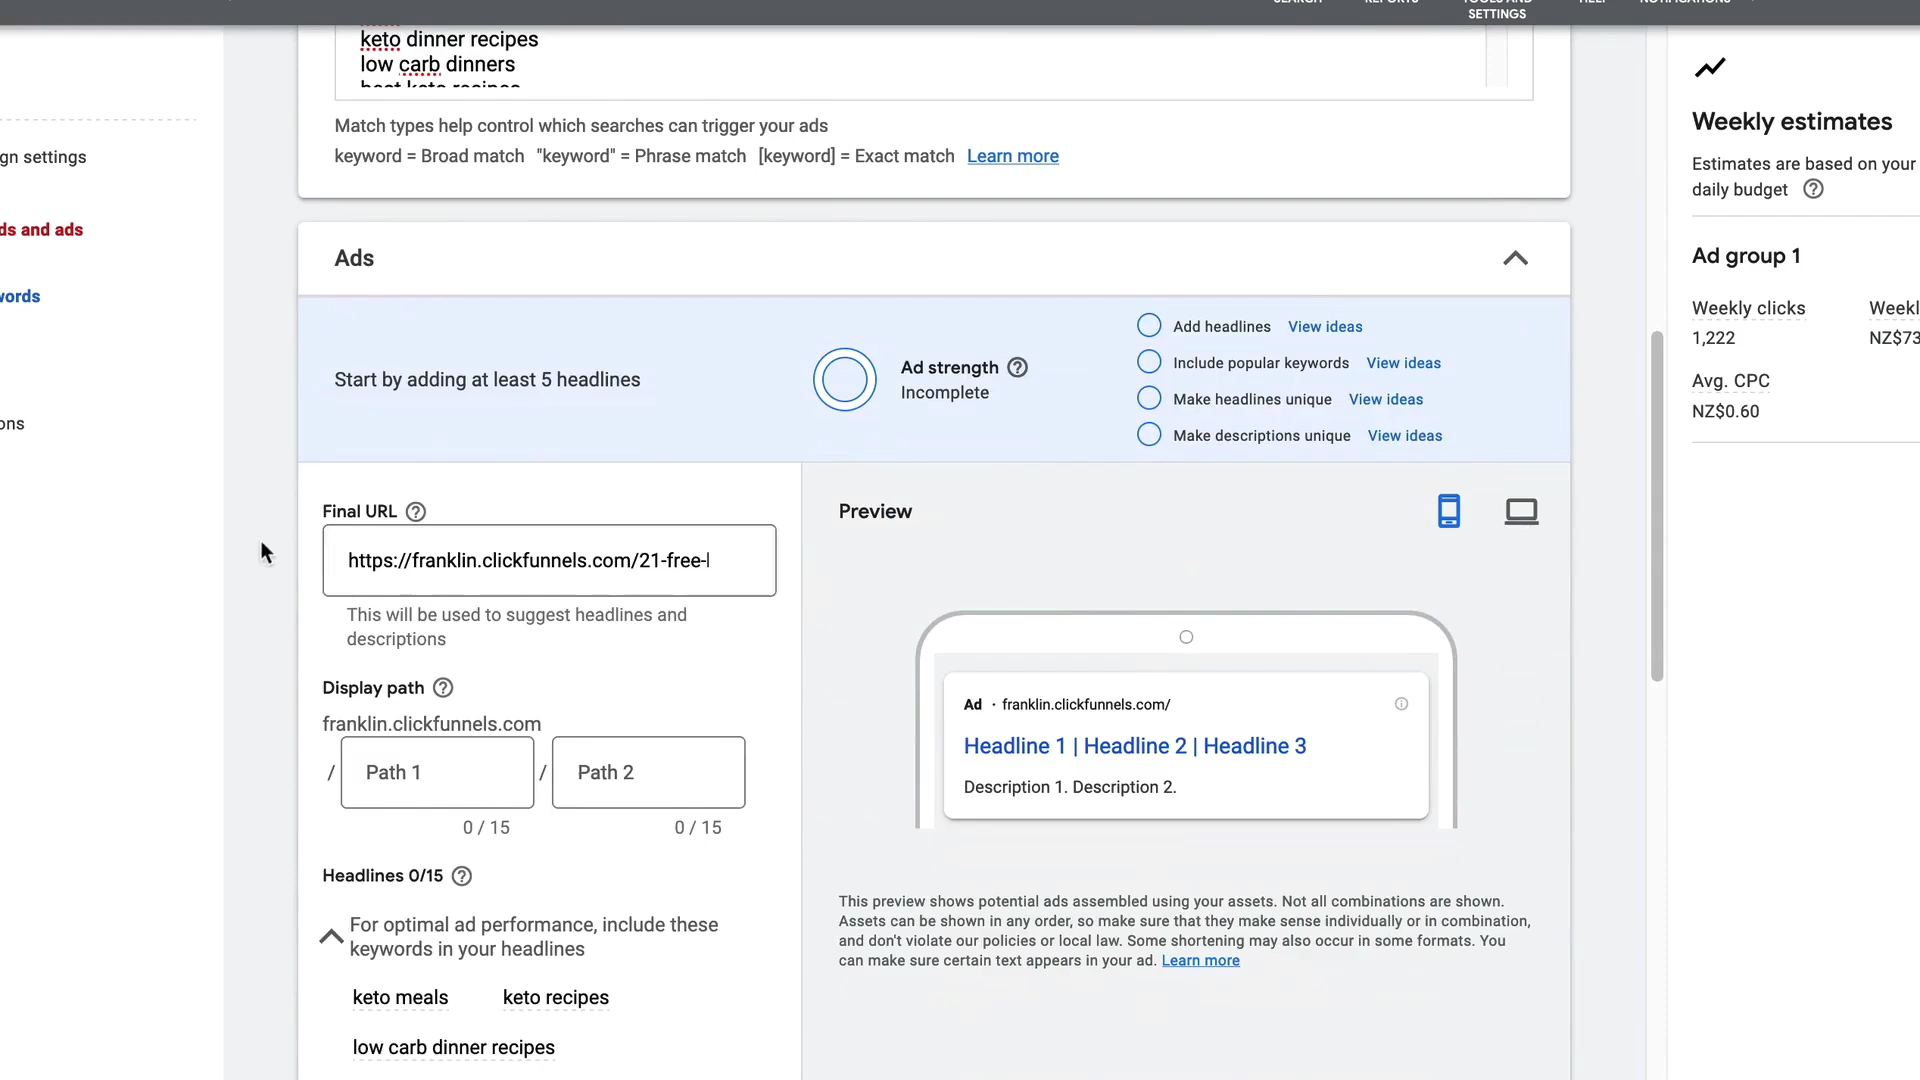 SETTINGS
keto dinner recipes
low carb dinners
best keto recipes
Match types help control which searches can trigger your ads
keyword = Broad match "keyword" = Phrase match [keyword] = Exact match Learn more
gn settings
ds and ads
words
ons
Ads
Start by adding at least 5 headlines
Ad strength
Incomplete
Add headlines View ideas
Include popular keywords View ideas
Make headlines unique View ideas
Make descriptions unique View ideas
Final URL
https://franklin.clickfunnels.com/21-free-
This will be used to suggest headlines and
descriptions
Display path
franklin.clickfunnels.com
/ Path 1 / Path 2
0 / 15 0 / 15
Headlines 0/15
For optimal ad performance, include these
keywords in your headlines
keto meals keto recipes
low carb dinner recipes
Preview
Ad · franklin.clickfunnels.com/
Headline 1 | Headline 2 | Headline 3
Description 1. Description 2.
This preview shows potential ads assembled using your assets. Not all combinations are shown.
Assets can be shown in any order, so make sure that they make sense individually or in combination,
and don't violate our policies or local law. Some shortening may also occur in some formats. You
can make sure certain text appears in your ad. Learn more
Weekly estimates
Estimates are based on your
daily budget
Ad group 1
Weekly clicks Weekl
1,222 NZ$73
Avg. CPC
NZ$0.60